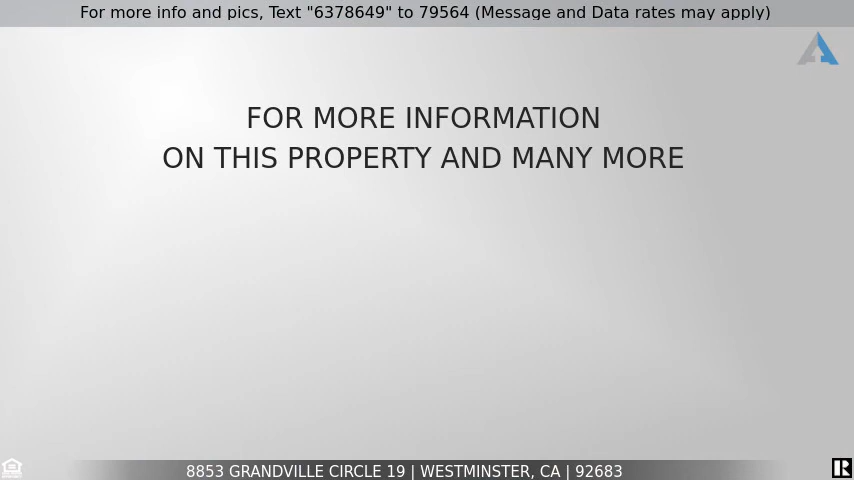 For more info and pics, Text "6378649" to 79564 (Message and Data rates may apply)
FOR MORE INFORMATION
ON THIS PROPERTY AND MANY MORE
8853 GRANDVILLE CIRCLE 19 | WESTMINSTER, CA | 92683